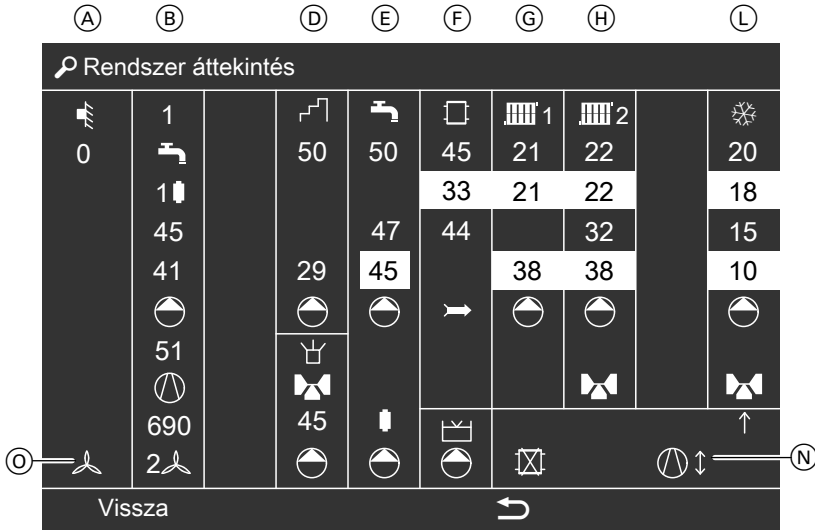 A B D E F G H L
Rendszer áttekintés
1 1 2
0 50 50 45 21 22 20
1 33 21 22 18
45 47 44 32 15
41 29 45 38 38 10
51
690 45
O 2 N
Vissza